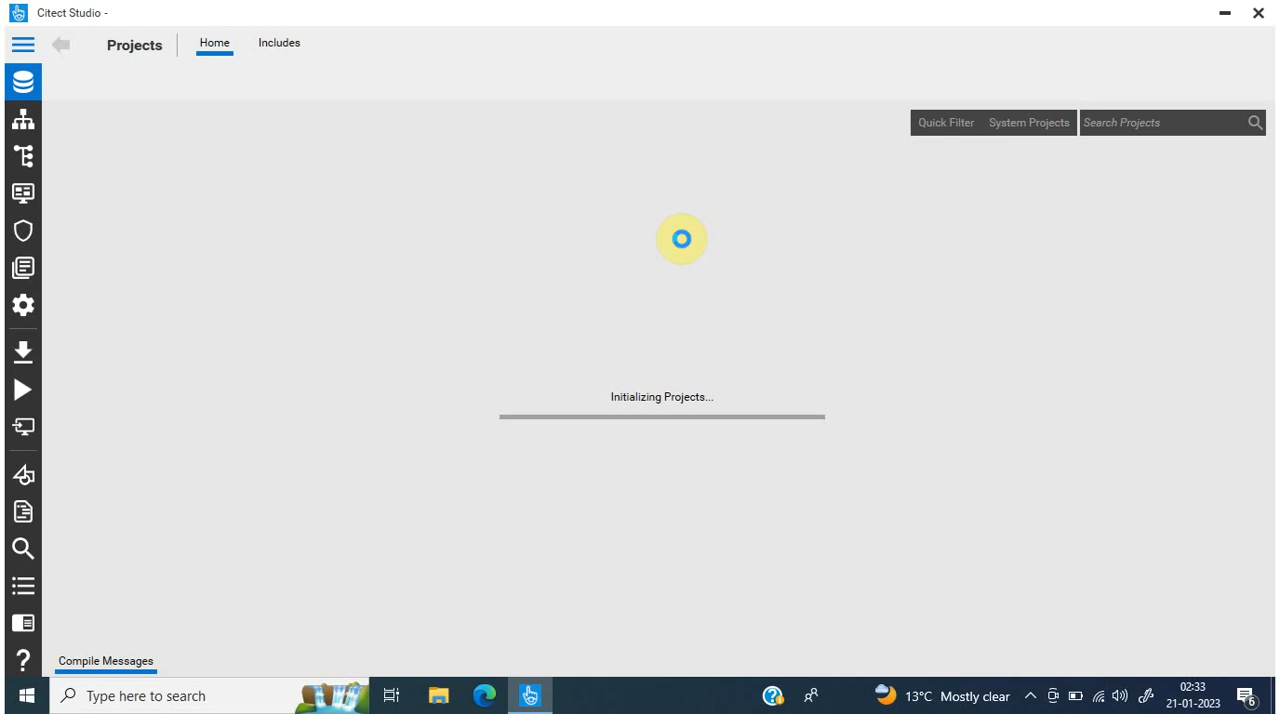 Citect Studio -
Projects
Home
Includes
Quick Filter
System Projects
Search Projects
Initializing Projects...
Compile Messages
Type here to search
13°C Mostly clear
02:33
21-01-2023
6